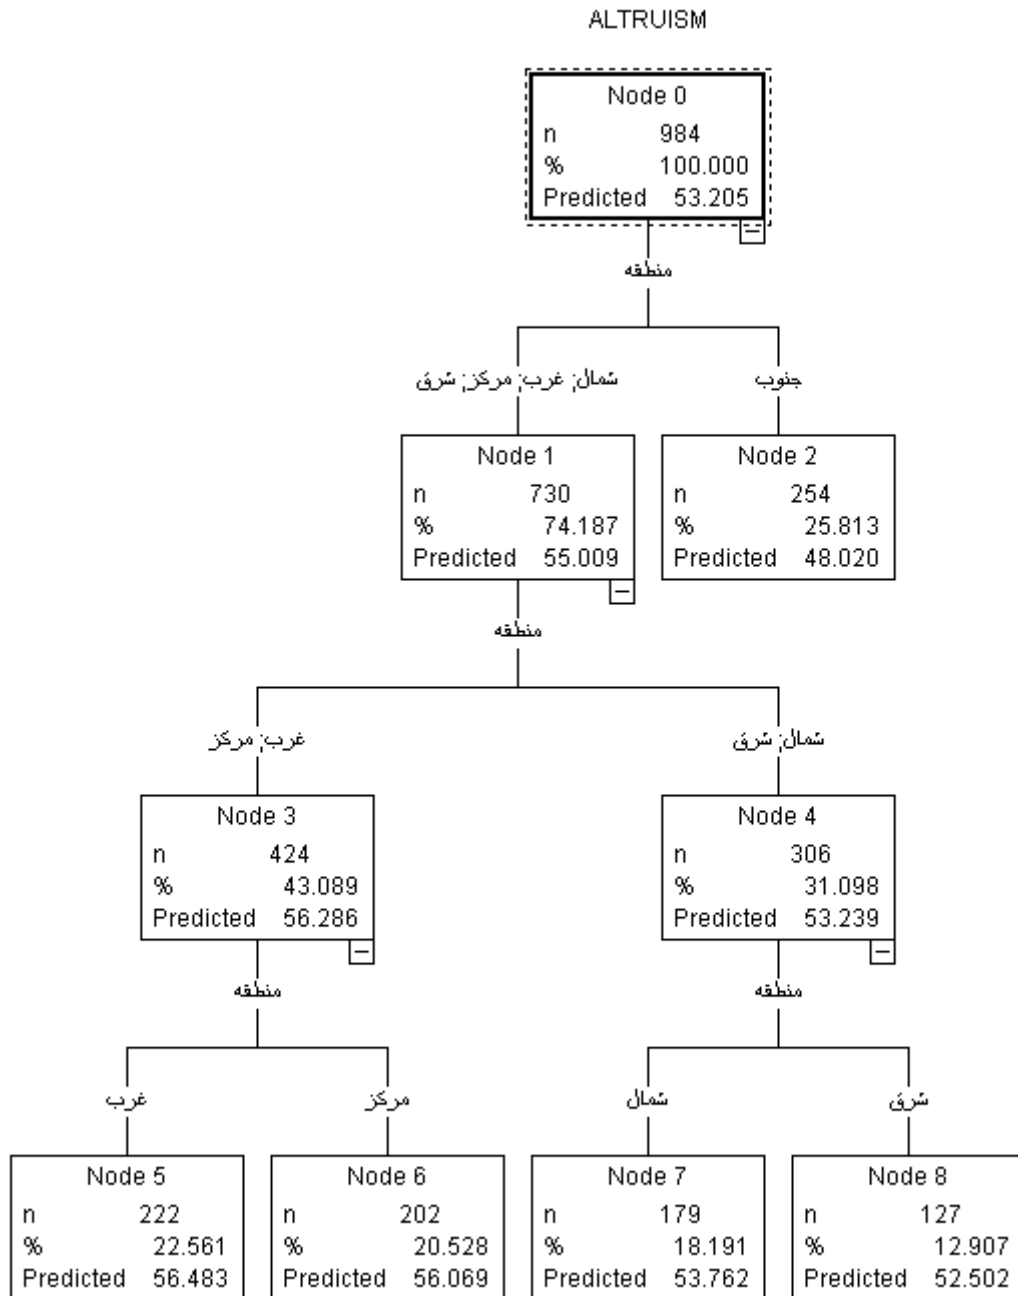 ALTRUISM
Node 0
n 984
% 100.000
Predicted 53.205
منطقه
شمال; غرب; مرکز; شرق
جنوب
Node 1
n 730
% 74.187
Predicted 55.009
Node 2
n 254
% 25.813
Predicted 48.020
منطقه
غرب; مرکز
شمال; شرق
Node 3
n 424
% 43.089
Predicted 56.286
Node 4
n 306
% 31.098
Predicted 53.239
منطقه
منطقه
غرب
مرکز
شمال
شرق
Node 5
n 222
% 22.561
Predicted 56.483
Node 6
n 202
% 20.528
Predicted 56.069
Node 7
n 179
% 18.191
Predicted 53.762
Node 8
n 127
% 12.907
Predicted 52.502